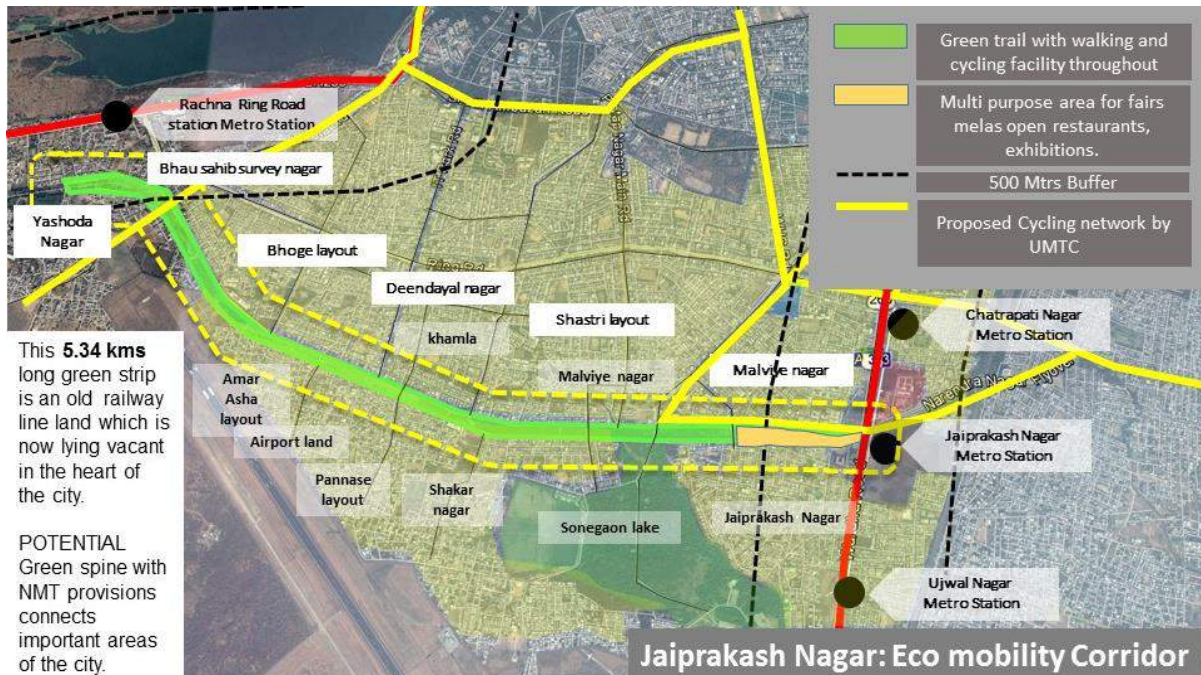 Green trail with walking and
cycling facility throughout
Multi purpose area for fairs
melas open restaurants,
exhibitions.
500 Mtrs Buffer
Proposed Cycling network by
UMTC
Rachna Ring Road
station Metro Station
Bhau sahib survey nagar
Yashoda
Nagar
Bhoge layout
Deendayal nagar
khamla
Shastri layout
Malviye nagar
Malviye nagar
Chatrapati Nagar
Metro Station
Narendra Nagar Flyover
Jaiprakash Nagar
Metro Station
Amar
Asha
layout
Airport land
Pannase
layout
Shakar
nagar
Sonegaon lake
Jaiprakash Nagar
Ujwal Nagar
Metro Station
This 5.34 kms
long green strip
is an old railway
line land which is
now lying vacant
in the heart of
the city.
POTENTIAL
Green spine with
NMT provisions
connects
important areas
of the city.
Jaiprakash Nagar: Eco mobility Corridor